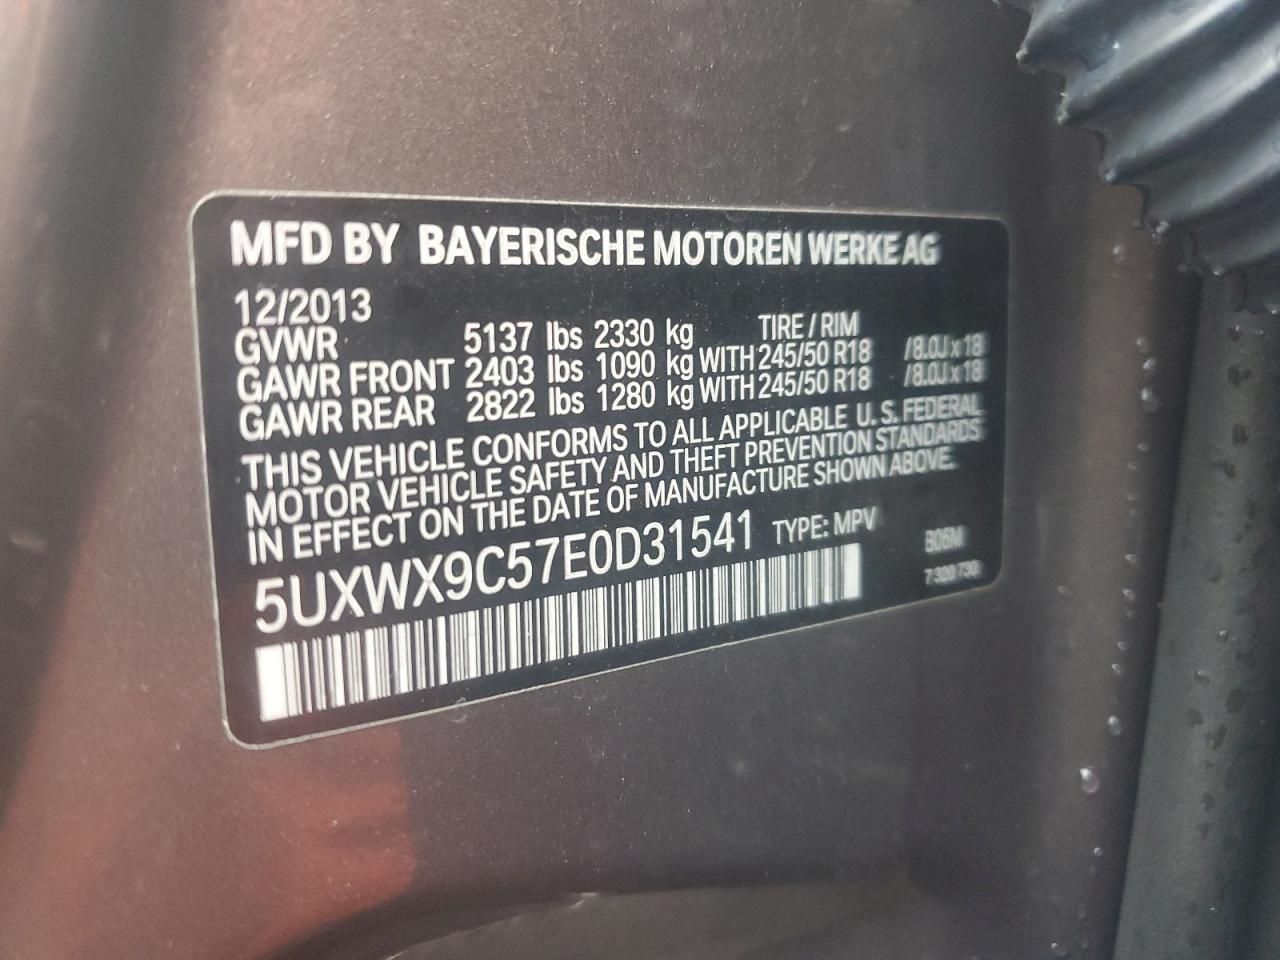 MFD BY BAYERISCHE MOTOREN WERKE AG
12/2013
TIRE / RIM
GVWR 5137 lbs 2330 kg
GAWR FRONT 2403 lbs 1090 kg WITH 245/50 R18 /8.0J x 18
GAWR REAR 2822 lbs 1280 kg WITH 245/50 R18 /8.0J x 18
THIS VEHICLE CONFORMS TO ALL APPLICABLE U. S. FEDERAL
MOTOR VEHICLE SAFETY AND THEFT PREVENTION STANDARDS
IN EFFECT ON THE DATE OF MANUFACTURE SHOWN ABOVE.
5UXWX9C57E0D31541 TYPE: MPV
B06M
7 320 730